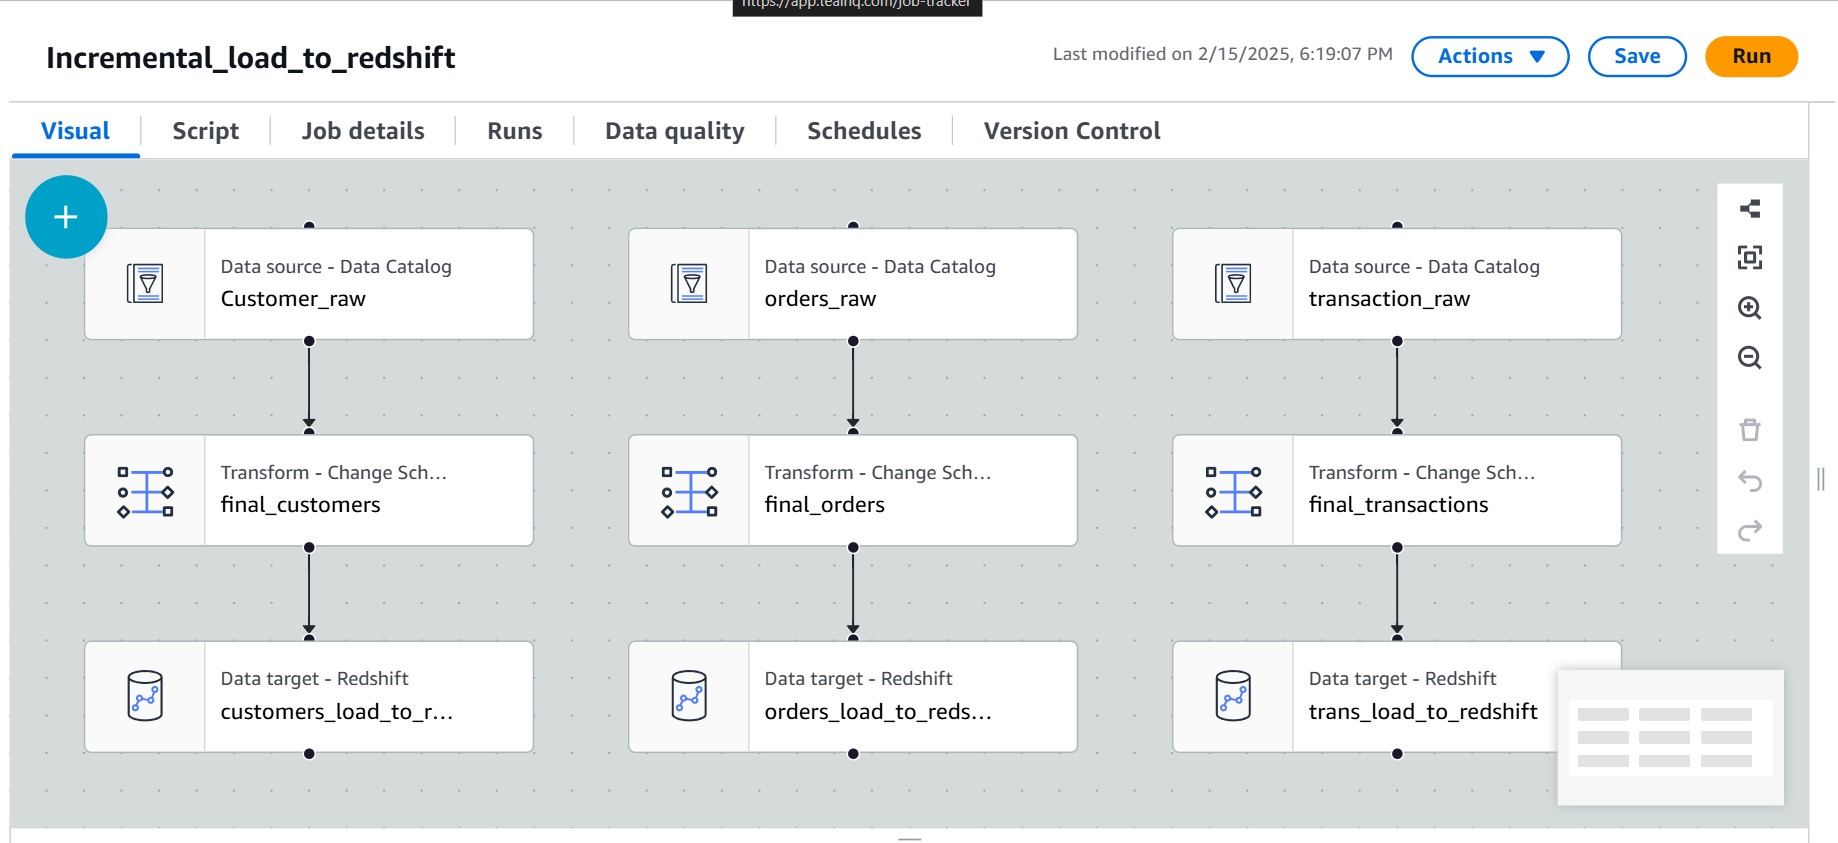 https://app.tealhq.com/job-tracker
Incremental_load_to_redshift
Last modified on 2/15/2025, 6:19:07 PM
Actions
Save
Run
Visual
Script
Job details
Runs
Data quality
Schedules
Version Control
Data source - Data Catalog
Customer_raw
Data source - Data Catalog
orders_raw
Data source - Data Catalog
transaction_raw
Transform - Change Sch...
final_customers
Transform - Change Sch...
final_orders
Transform - Change Sch...
final_transactions
Data target - Redshift
customers_load_to_r...
Data target - Redshift
orders_load_to_reds...
Data target - Redshift
trans_load_to_redshift